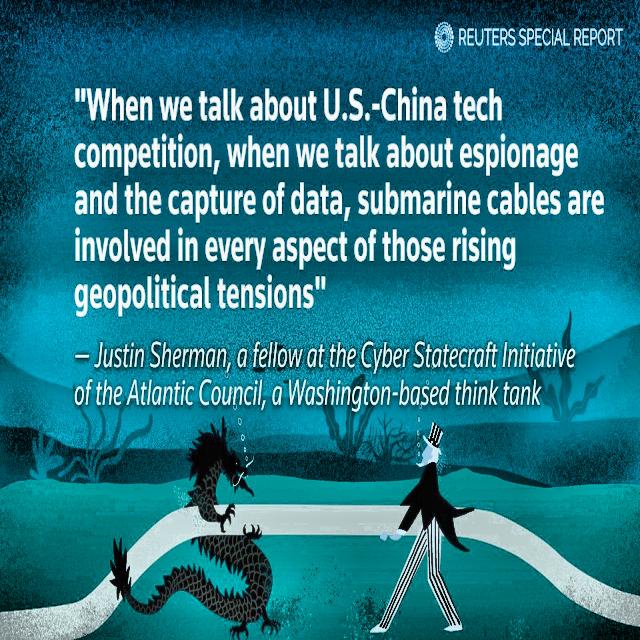 REUTERS SPECIAL REPORT
"When we talk about U.S.-China tech
competition, when we talk about espionage
and the capture of data, submarine cables are
involved in every aspect of those rising
geopolitical tensions"
– Justin Sherman, a fellow at the Cyber Statecraft Initiative
of the Atlantic Council, a Washington-based think tank